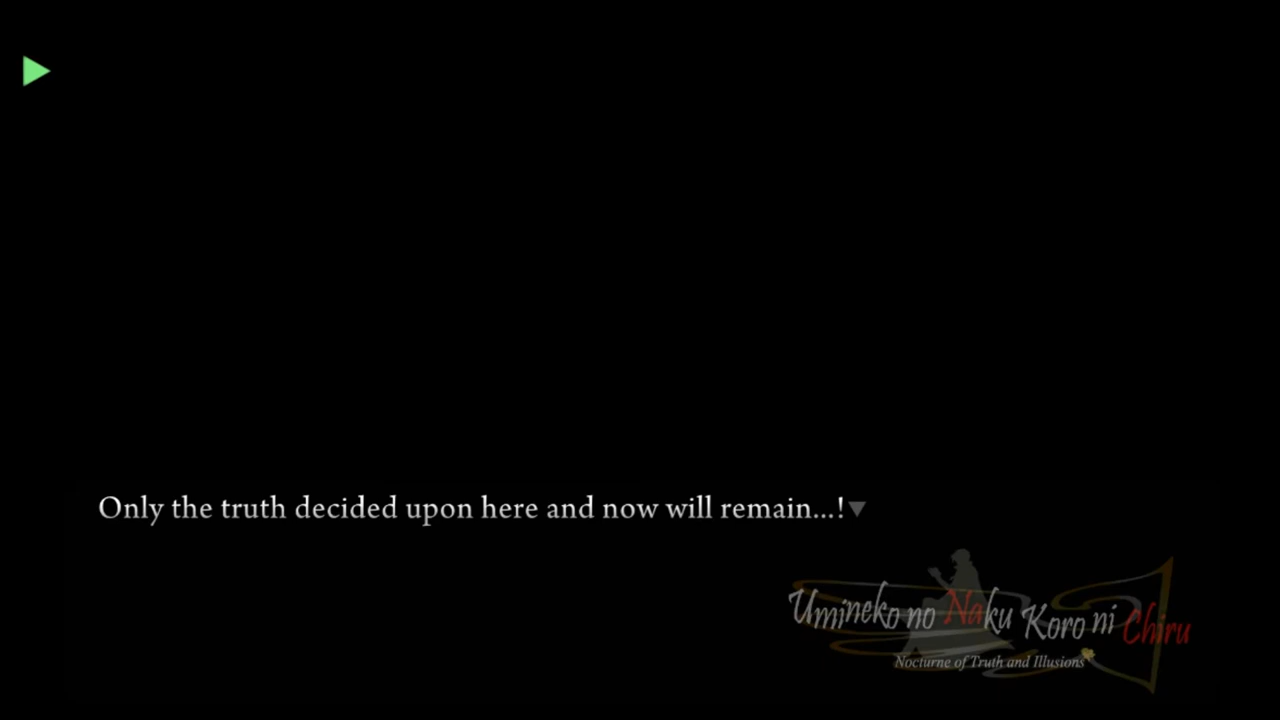 Only the truth decided upon here and now will remain...!
Umineko no Naku Koro ni Chiru
Nocturne of Truth and Illusions